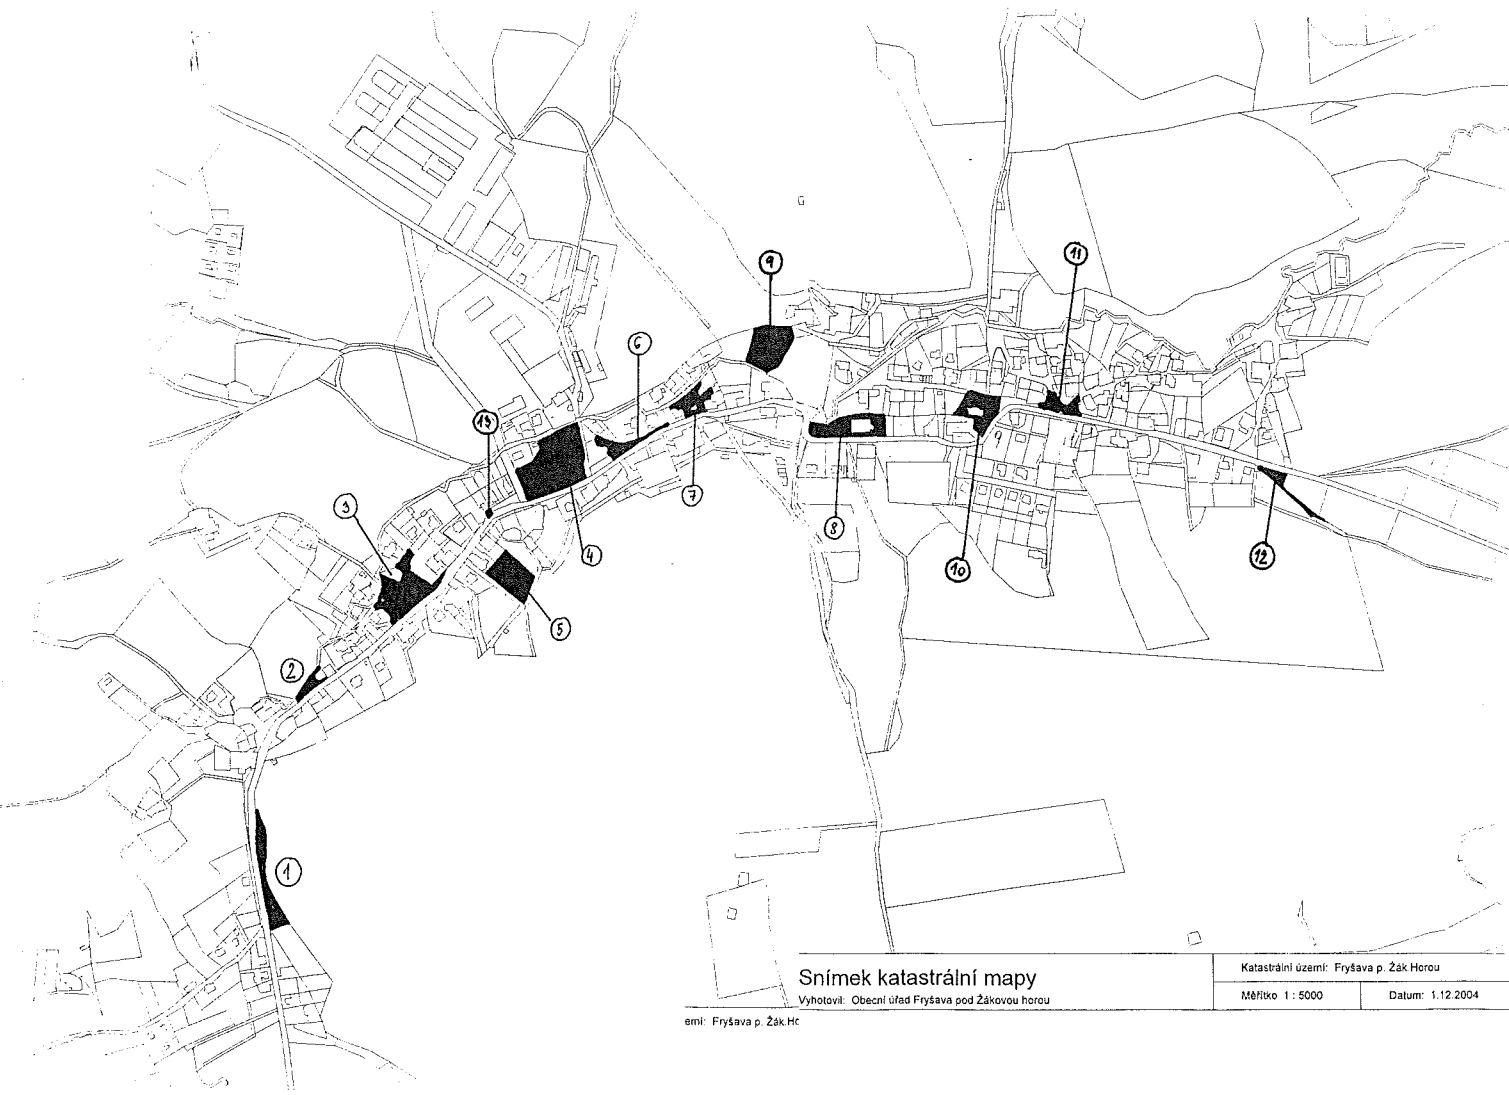 9
11
6
13
3
7
8
4
10
12
5
2
1
Snímek katastrální mapy
Vyhotovil: Obecní úřad Fryšava pod Žákovou horou
Katastrální území: Fryšava p. Žák.Horou
Měřítko 1 : 5000
Datum: 1.12.2004
emí: Fryšava p. Žák.Hc